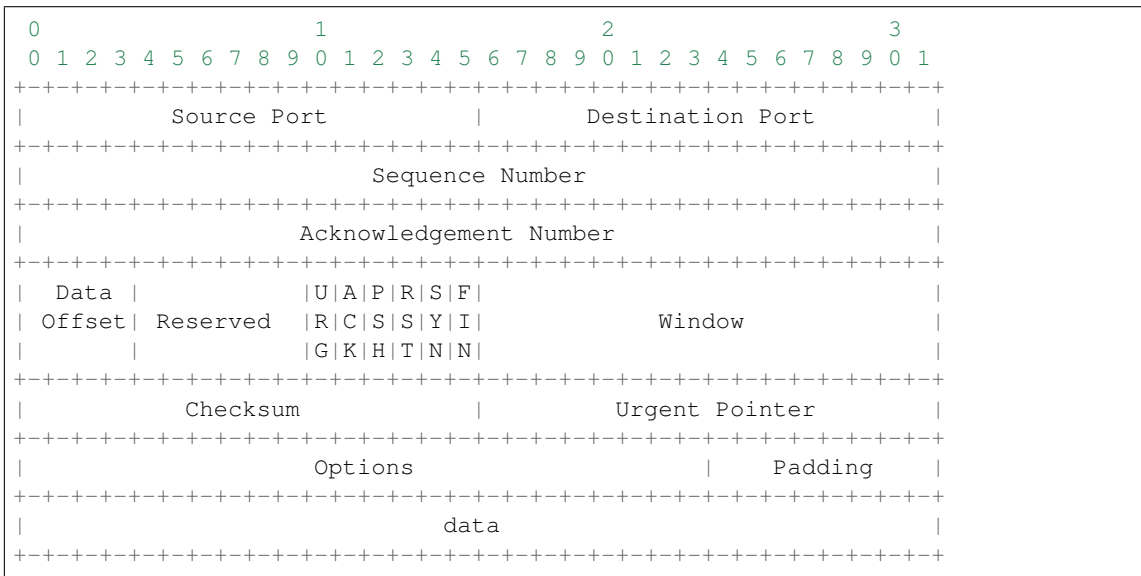 0                   1                   2                   3
 0 1 2 3 4 5 6 7 8 9 0 1 2 3 4 5 6 7 8 9 0 1 2 3 4 5 6 7 8 9 0 1
+-+-+-+-+-+-+-+-+-+-+-+-+-+-+-+-+-+-+-+-+-+-+-+-+-+-+-+-+-+-+-+-+
|          Source Port          |       Destination Port        |
+-+-+-+-+-+-+-+-+-+-+-+-+-+-+-+-+-+-+-+-+-+-+-+-+-+-+-+-+-+-+-+-+
|                        Sequence Number                        |
+-+-+-+-+-+-+-+-+-+-+-+-+-+-+-+-+-+-+-+-+-+-+-+-+-+-+-+-+-+-+-+-+
|                   Acknowledgement Number                      |
+-+-+-+-+-+-+-+-+-+-+-+-+-+-+-+-+-+-+-+-+-+-+-+-+-+-+-+-+-+-+-+-+
|  Data |           |U|A|P|R|S|F|                               |
| Offset| Reserved  |R|C|S|S|Y|I|            Window             |
|       |           |G|K|H|T|N|N|                               |
+-+-+-+-+-+-+-+-+-+-+-+-+-+-+-+-+-+-+-+-+-+-+-+-+-+-+-+-+-+-+-+-+
|           Checksum            |         Urgent Pointer        |
+-+-+-+-+-+-+-+-+-+-+-+-+-+-+-+-+-+-+-+-+-+-+-+-+-+-+-+-+-+-+-+-+
|                    Options                    |    Padding    |
+-+-+-+-+-+-+-+-+-+-+-+-+-+-+-+-+-+-+-+-+-+-+-+-+-+-+-+-+-+-+-+-+
|                             data                              |
+-+-+-+-+-+-+-+-+-+-+-+-+-+-+-+-+-+-+-+-+-+-+-+-+-+-+-+-+-+-+-+-+